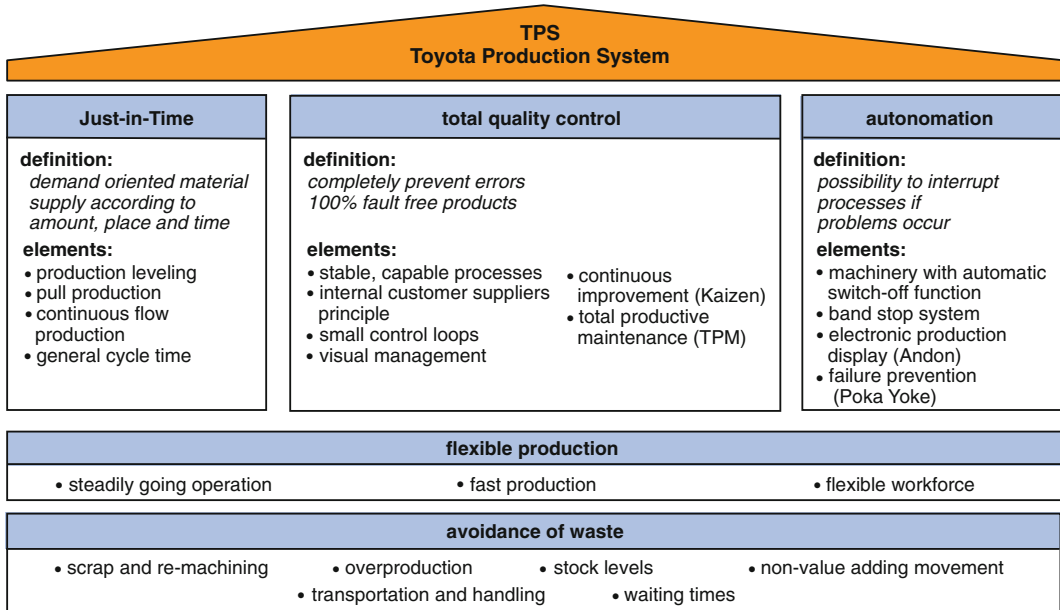 TPS
Toyota Production System
Just-in-Time
definition:
demand oriented material
supply according to
amount, place and time
elements:
• production leveling
• pull production
• continuous flow
production
• general cycle time
total quality control
definition:
completely prevent errors
100% fault free products
elements:
• stable, capable processes
• internal customer suppliers
principle
• small control loops
• visual management
• continuous
improvement (Kaizen)
• total productive
maintenance (TPM)
autonomation
definition:
possibility to interrupt
processes if
problems occur
elements:
• machinery with automatic
switch-off function
• band stop system
• electronic production
display (Andon)
• failure prevention
(Poka Yoke)
flexible production
• steadily going operation • fast production • flexible workforce
avoidance of waste
• scrap and re-machining • overproduction • stock levels • non-value adding movement
• transportation and handling • waiting times